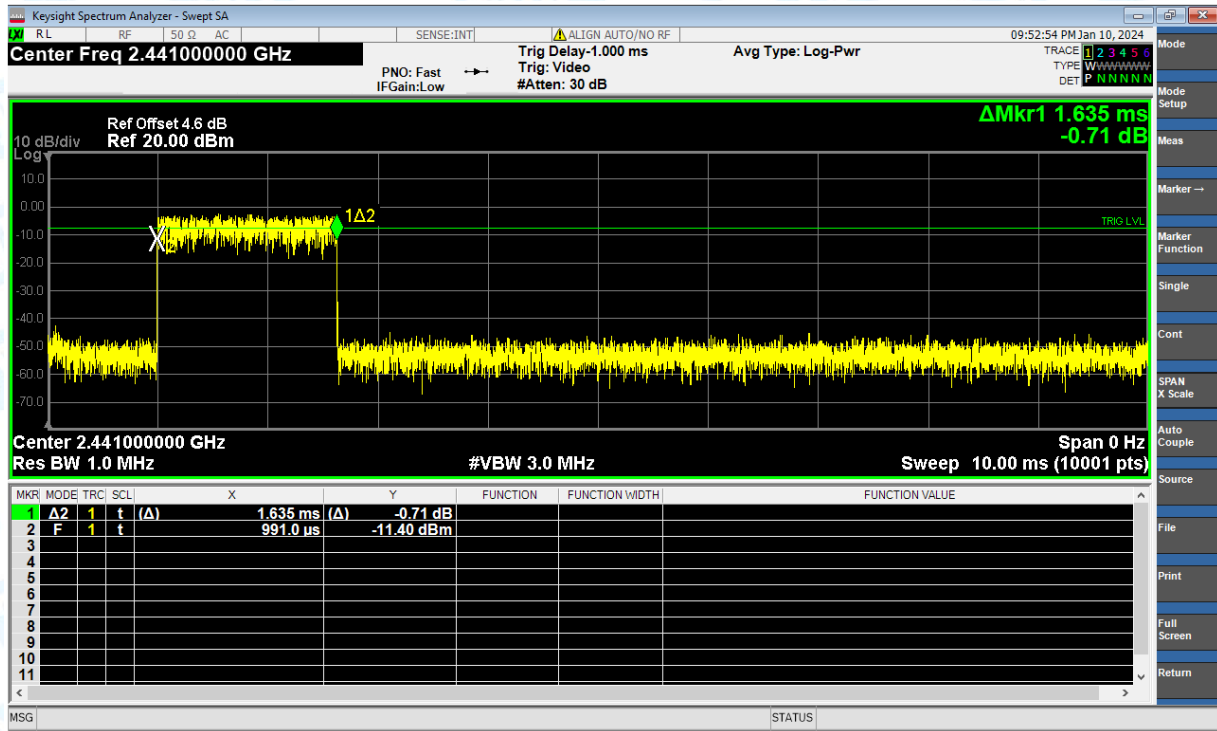 Keysight Spectrum Analyzer - Swept SA
LXI RL RF 50 Ω AC SENSE:INT ALIGN AUTO/NO RF 09:52:54 PM Jan 10, 2024
Center Freq 2.441000000 GHz
PNO: Fast
IFGain:Low
Trig Delay-1.000 ms
Trig: Video
#Atten: 30 dB
Avg Type: Log-Pwr
TRACE 1 2 3 4 5 6
TYPE WWWWWWW
DET P N N N N N
Ref Offset 4.6 dB
10 dB/div Ref 20.00 dBm
Log
ΔMkr1 1.635 ms
-0.71 dB
10.0
0.00
-10.0
-20.0
-30.0
-40.0
-50.0
-60.0
-70.0
1Δ2
2
TRIG LVL
Center 2.441000000 GHz Span 0 Hz
Res BW 1.0 MHz #VBW 3.0 MHz Sweep 10.00 ms (10001 pts)
MKR MODE TRC SCL X Y FUNCTION FUNCTION WIDTH FUNCTION VALUE
1 Δ2 1 t (Δ) 1.635 ms (Δ) -0.71 dB
2 F 1 t 991.0 µs -11.40 dBm
3
4
5
6
7
8
9
10
11
MSG STATUS
Mode
Mode
Setup
Meas
Marker →
Marker
Function
Single
Cont
SPAN
X Scale
Auto
Couple
Source
File
Print
Full
Screen
Return